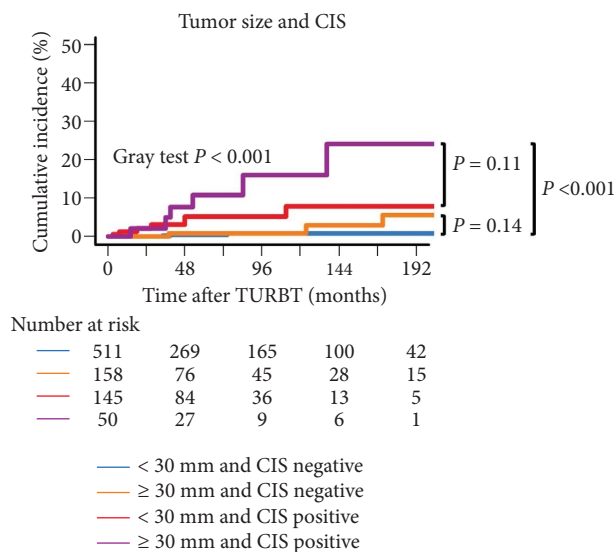 Tumor size and CIS
Cumulative incidence (%)
50
40
30
20
10
0
Gray test P < 0.001
P = 0.11
P = 0.14
P <0.001
0 48 96 144 192
Time after TURBT (months)
Number at risk
511 269 165 100 42
158 76 45 28 15
145 84 36 13 5
50 27 9 6 1
< 30 mm and CIS negative
≥ 30 mm and CIS negative
< 30 mm and CIS positive
≥ 30 mm and CIS positive